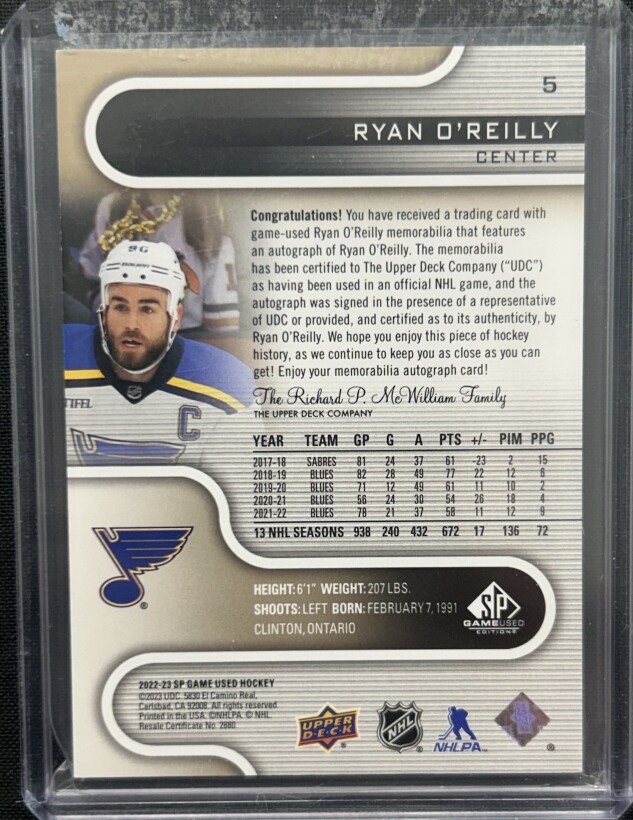 5
RYAN O'REILLY
CENTER
Congratulations! You have received a trading card with
game-used Ryan O'Reilly memorabilia that features
an autograph of Ryan O'Reilly. The memorabilia
has been certified to The Upper Deck Company ("UDC")
as having been used in an official NHL game, and the
autograph was signed in the presence of a representative
of UDC or provided, and certified as to its authenticity, by
Ryan O'Reilly. We hope you enjoy this piece of hockey
history, as we continue to keep you as close as you can
get! Enjoy your memorabilia autograph card!
90
TIFEL
C
The Richard P. McWilliam Family
THE UPPER DECK COMPANY
YEAR TEAM GP G A PTS +/- PIM PPG
2017-18 SABRES 81 24 37 61 -23 2 15
2018-19 BLUES 82 28 49 77 22 12 6
2019-20 BLUES 71 12 49 61 11 10 2
2020-21 BLUES 56 24 30 54 26 18 4
2021-22 BLUES 78 21 37 58 11 12 9
13 NHL SEASONS 938 240 432 672 17 136 72
®
HEIGHT: 6'1" WEIGHT: 207 LBS.
SHOOTS: LEFT BORN: FEBRUARY 7, 1991
CLINTON, ONTARIO
SP
GAMEUSED
EDITION®
2022-23 SP GAME USED HOCKEY
©2023 UDC. 5830 El Camino Real,
Carlsbad, CA 92008. All rights reserved.
Printed in the USA. ©NHLPA. © NHL.
Resale Certificate No. 2880.
UPPER
D·E·C·K
®
NHL
®
NHLPA
®